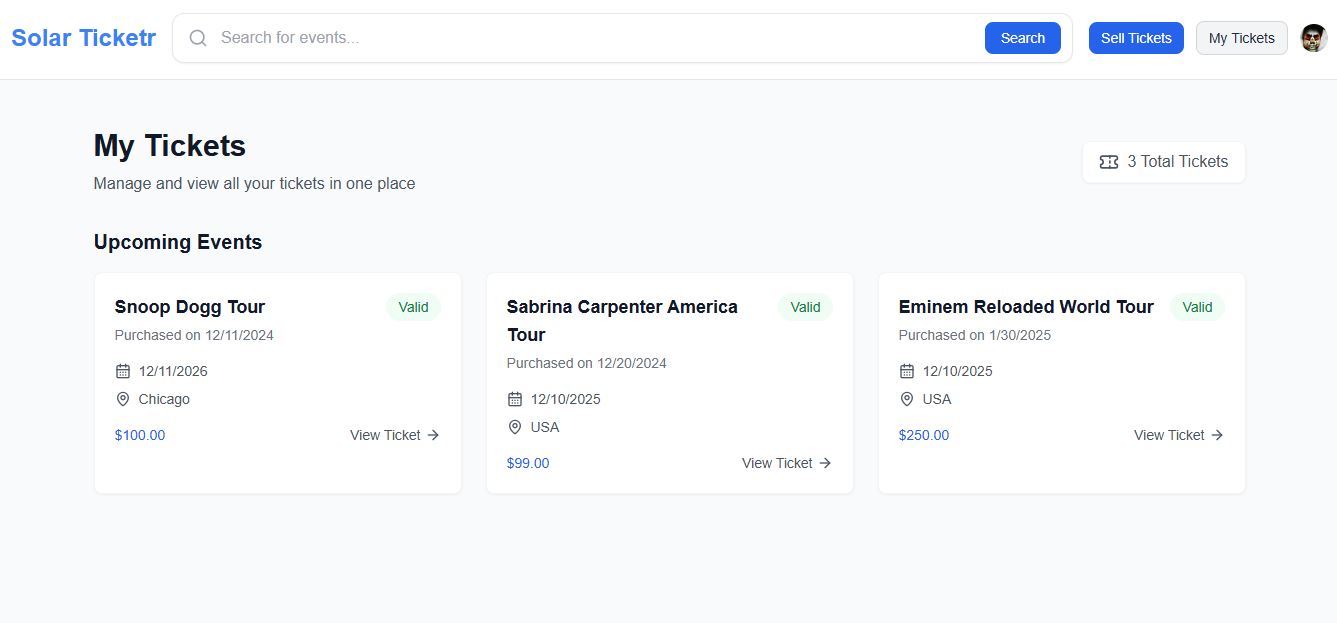 Solar Ticketr
Search for events...
Search
Sell Tickets
My Tickets
My Tickets
Manage and view all your tickets in one place
3 Total Tickets
Upcoming Events
Snoop Dogg Tour
Valid
Purchased on 12/11/2024
12/11/2026
Chicago
$100.00
View Ticket
Sabrina Carpenter America
Tour
Valid
Purchased on 12/20/2024
12/10/2025
USA
$99.00
View Ticket
Eminem Reloaded World Tour
Valid
Purchased on 1/30/2025
12/10/2025
USA
$250.00
View Ticket